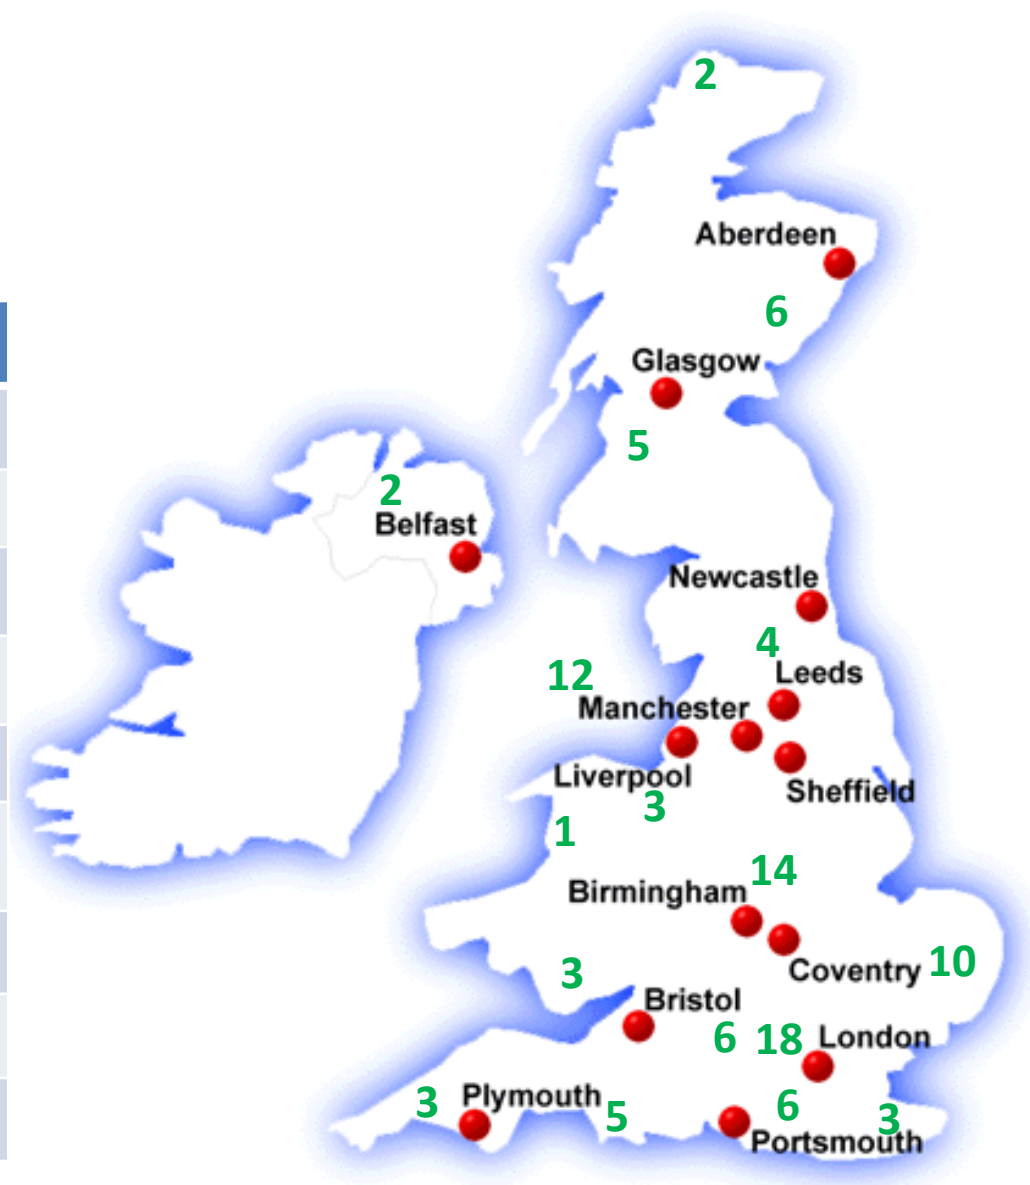 2
Aberdeen
6
Glasgow
5
2
Belfast
Newcastle
4
Leeds
12
Manchester
Liverpool
Sheffield
3
1
14
Birmingham
10
Coventry
3
Bristol
6 18 London
3 Plymouth 5 6 3
Portsmouth